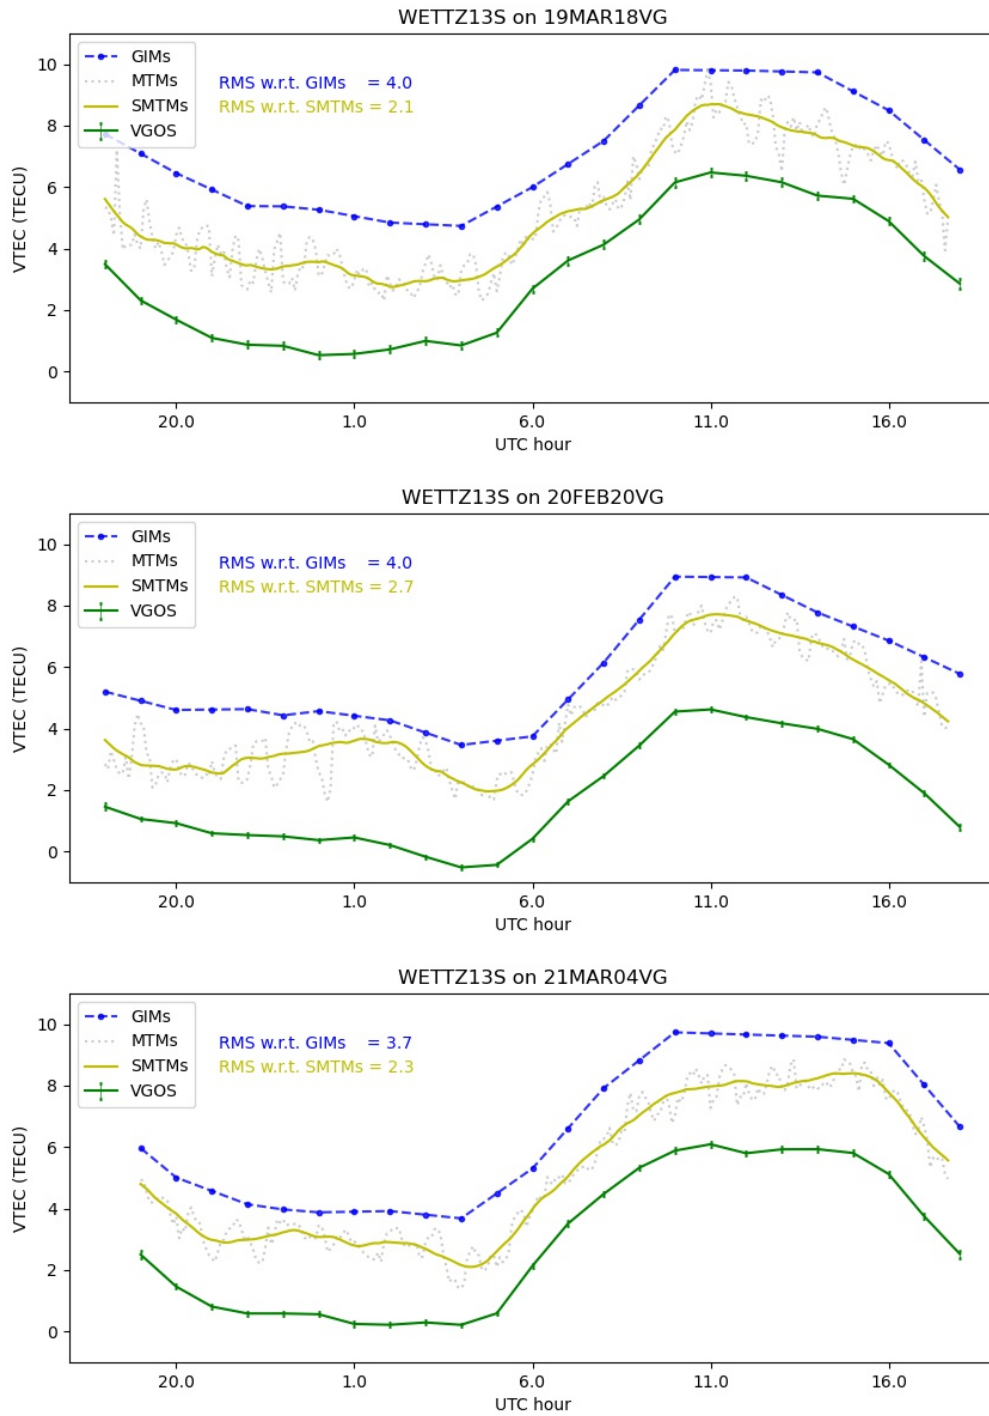 WETTZ13S on 19MAR18VG
GIMs
MTMs
SMTMs
VGOS
RMS w.r.t. GIMs = 4.0
RMS w.r.t. SMTMs = 2.1
VTEC (TECU)
10
8
6
4
2
0
20.0 1.0 6.0 11.0 16.0
UTC hour
WETTZ13S on 20FEB20VG
GIMs
MTMs
SMTMs
VGOS
RMS w.r.t. GIMs = 4.0
RMS w.r.t. SMTMs = 2.7
VTEC (TECU)
10
8
6
4
2
0
20.0 1.0 6.0 11.0 16.0
UTC hour
WETTZ13S on 21MAR04VG
GIMs
MTMs
SMTMs
VGOS
RMS w.r.t. GIMs = 3.7
RMS w.r.t. SMTMs = 2.3
VTEC (TECU)
10
8
6
4
2
0
20.0 1.0 6.0 11.0 16.0
UTC hour